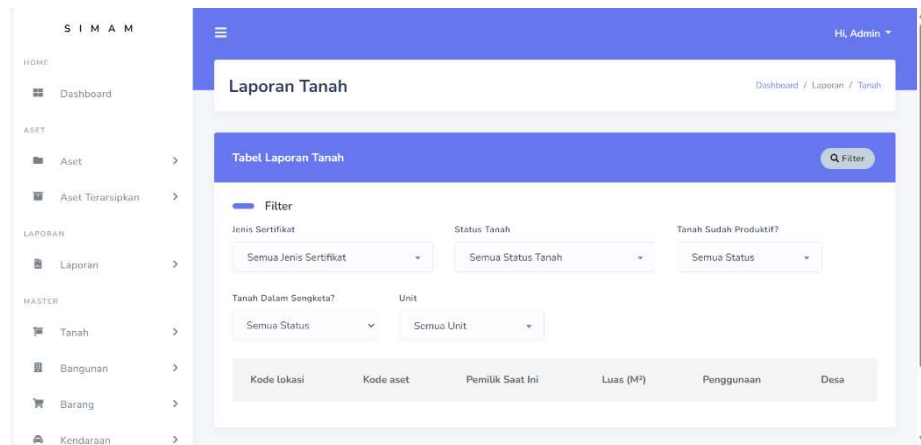 S I M A M
Hi, Admin
HOME
Dashboard
ASET
Aset
Aset Terarsipkan
LAPORAN
Laporan
MASTER
Tanah
Bangunan
Barang
Kendaraan
Laporan Tanah
Dashboard / Laporan / Tanah
Tabel Laporan Tanah
Filter
Filter
Jenis Sertifikat
Status Tanah
Tanah Sudah Produktif?
Semua Jenis Sertifikat
Semua Status Tanah
Semua Status
Tanah Dalam Sengketa?
Unit
Semua Status
Semua Unit
Kode lokasi
Kode aset
Pemilik Saat Ini
Luas (M²)
Penggunaan
Desa